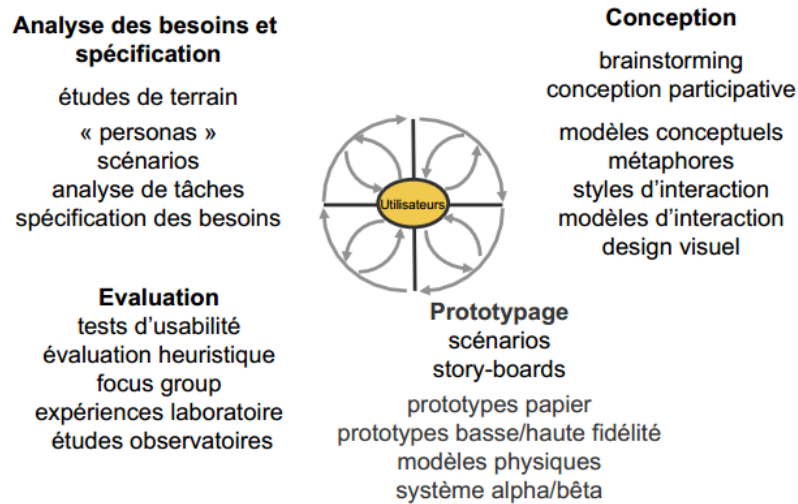 Analyse des besoins et
spécification
études de terrain
« personas »
scénarios
analyse de tâches
spécification des besoins
Conception
brainstorming
conception participative
modèles conceptuels
métaphores
styles d’interaction
modèles d’interaction
design visuel
Utilisateurs
Evaluation
tests d’usabilité
évaluation heuristique
focus group
expériences laboratoire
études observatoires
Prototypage
scénarios
story-boards
prototypes papier
prototypes basse/haute fidélité
modèles physiques
système alpha/bêta